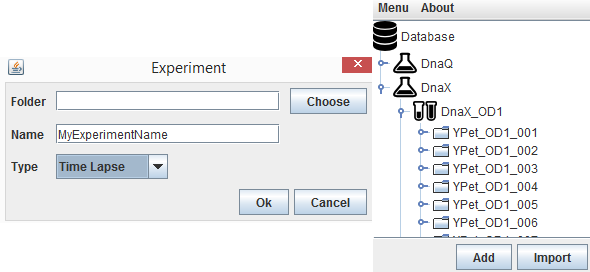 Experiment
Folder
Choose
Name MyExperimentName
Type Time Lapse
Ok Cancel
Menu About
Database
DnaQ
DnaX
DnaX_OD1
YPet_OD1_001
YPet_OD1_002
YPet_OD1_003
YPet_OD1_004
YPet_OD1_005
YPet_OD1_006
Add Import